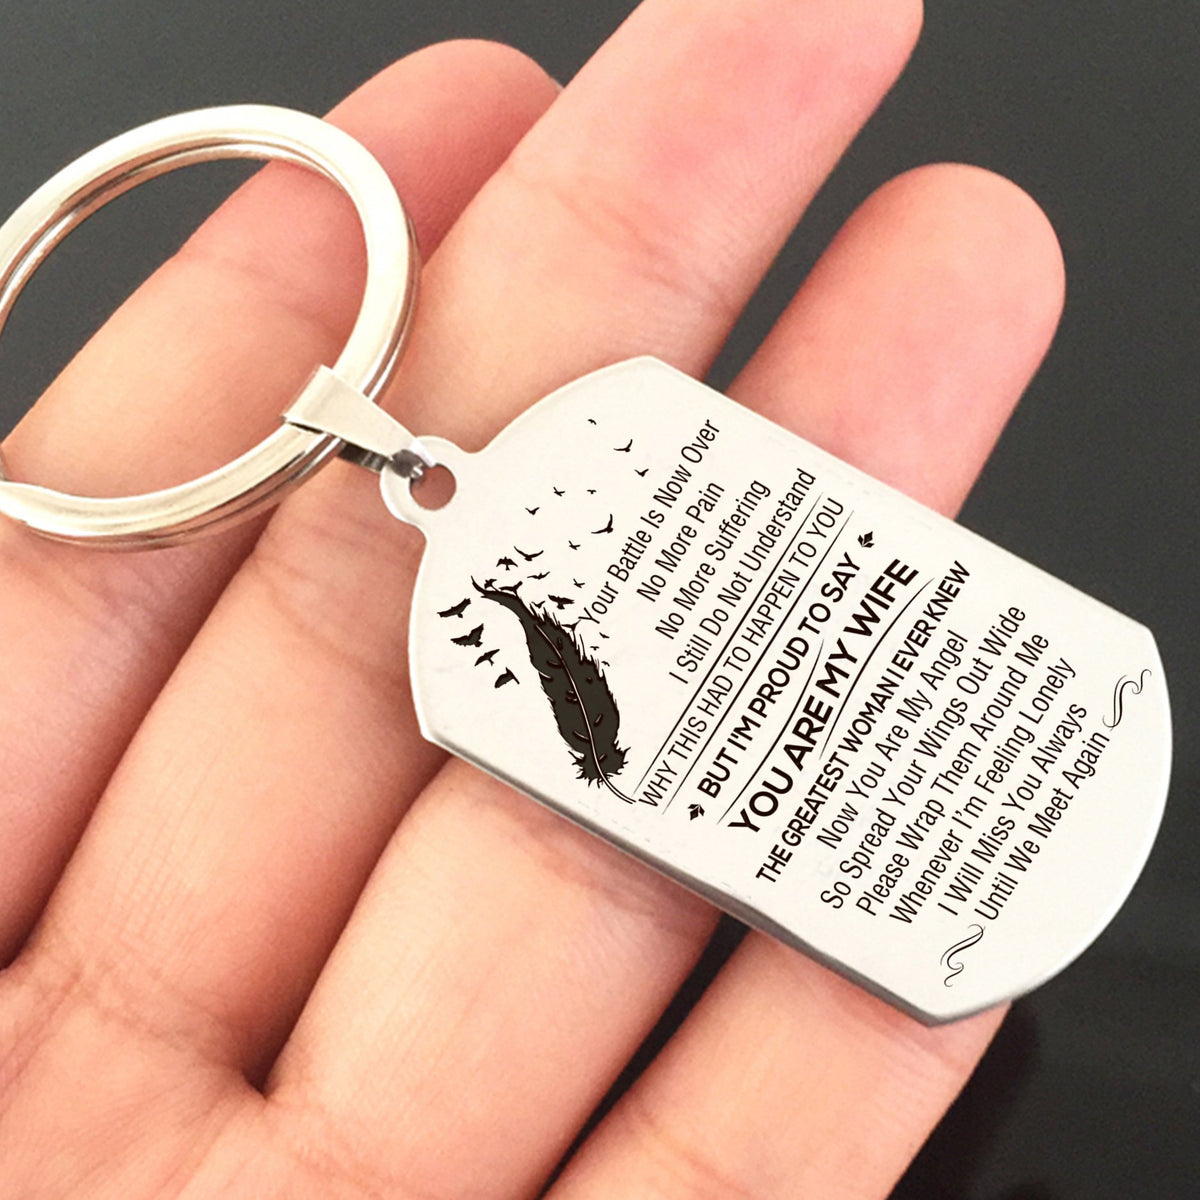 Your Battle Is Now Over
No More Pain
No More Suffering
I Still Do Not Understand
WHY THIS HAD TO HAPPEN TO YOU
BUT I'M PROUD TO SAY
YOU ARE MY WIFE
THE GREATEST WOMAN EVER KNEW
Now You Are My Angel
So Spread Your Wings Out Wide
Please Wrap Them Around Me
Whenever I'm Feeling Lonely
I Will Miss You Always
Until We Meet Again